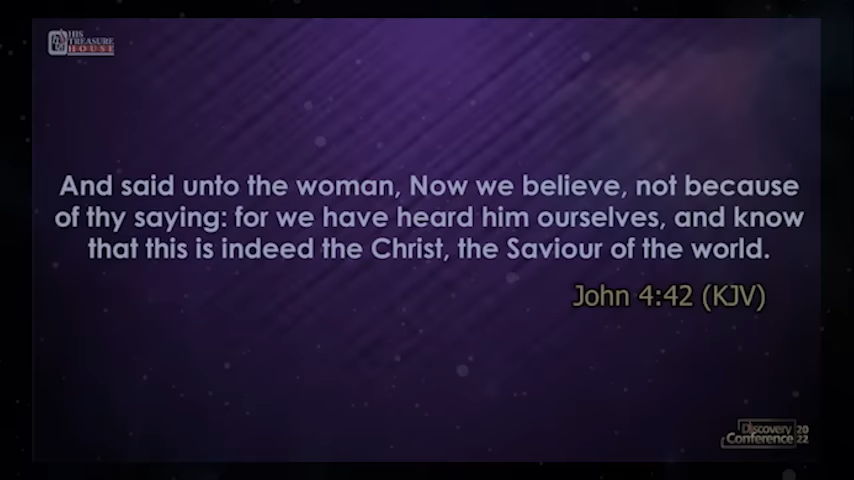 HIS
TREASURE
HOUSE
And said unto the woman, Now we believe, not because
of thy saying: for we have heard him ourselves, and know
that this is indeed the Christ, the Saviour of the world.
John 4:42 (KJV)
Discovery 20
Conference 22